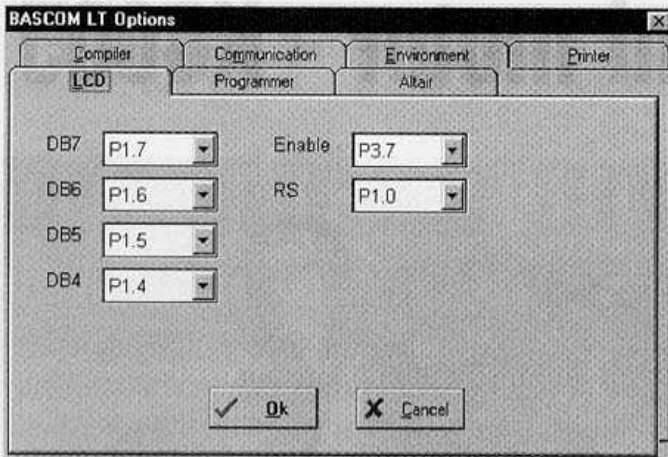 BASCOM LT Options
Compiler Communication Environment Printer
LCD Programmer Altair
DB7 P1.7 Enable P3.7
DB6 P1.6 RS P1.0
DB5 P1.5
DB4 P1.4
Ok Cancel